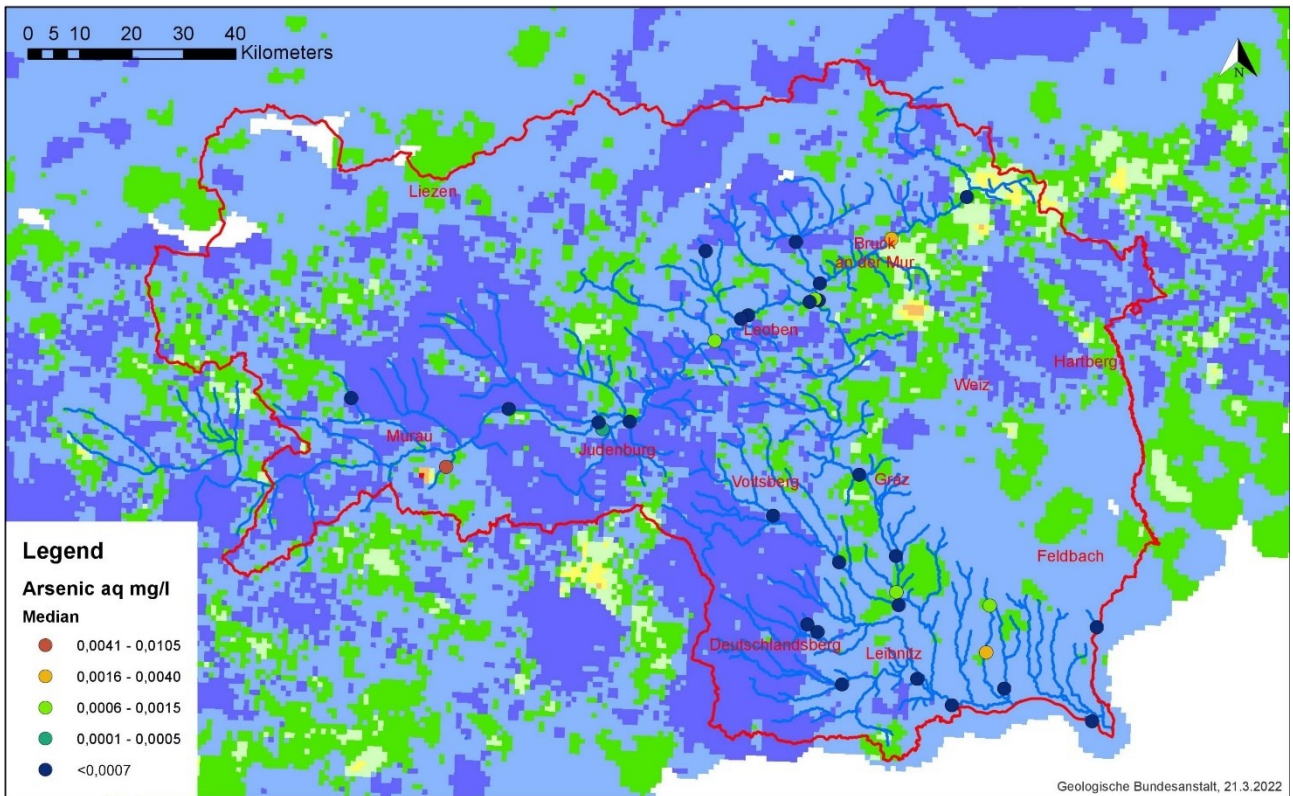 0 5 10 20 30 40
Kilometers
N
Liezen
Bruck
an der Mur
Leoben
Hartberg
Weiz
Murau
Judenburg
Voitsberg
Graz
Feldbach
Deutschlandsberg
Leibnitz
Legend
Arsenic aq mg/l
Median
0,0041 - 0,0105
0,0016 - 0,0040
0,0006 - 0,0015
0,0001 - 0,0005
<0,0007
Geologische Bundesanstalt, 21.3.2022